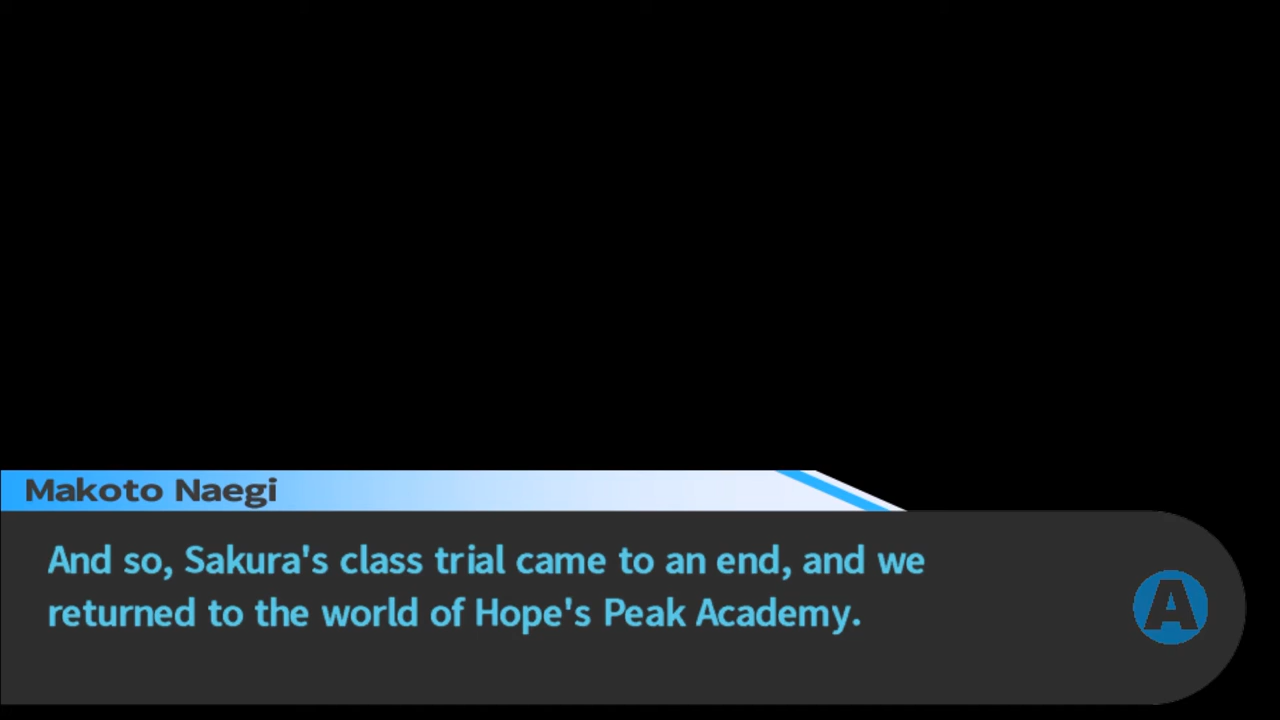 Makoto Naegi
And so, Sakura's class trial came to an end, and we
returned to the world of Hope's Peak Academy.
A